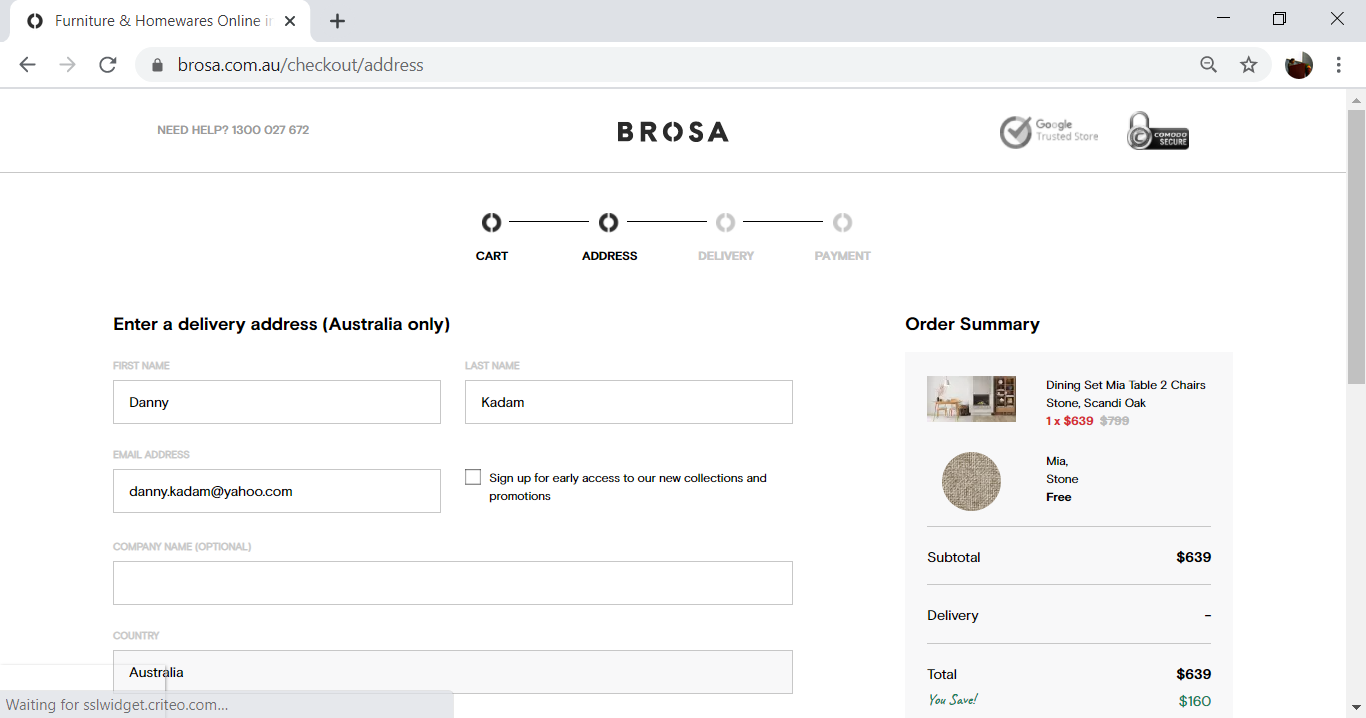 Furniture & Homewares Online in
brosa.com.au/checkout/address
NEED HELP? 1300 027 672
BROSA
Google
Trusted Store
COMODO
SECURE
CART
ADDRESS
DELIVERY
PAYMENT
Enter a delivery address (Australia only)
FIRST NAME
LAST NAME
Danny
Kadam
EMAIL ADDRESS
danny.kadam@yahoo.com
Sign up for early access to our new collections and
promotions
COMPANY NAME (OPTIONAL)
COUNTRY
Australia
Order Summary
Dining Set Mia Table 2 Chairs
Stone, Scandi Oak
1 x $639 $799
Mia,
Stone
Free
Subtotal $639
Delivery –
Total $639
You Save! $160
Waiting for sslwidget.criteo.com...